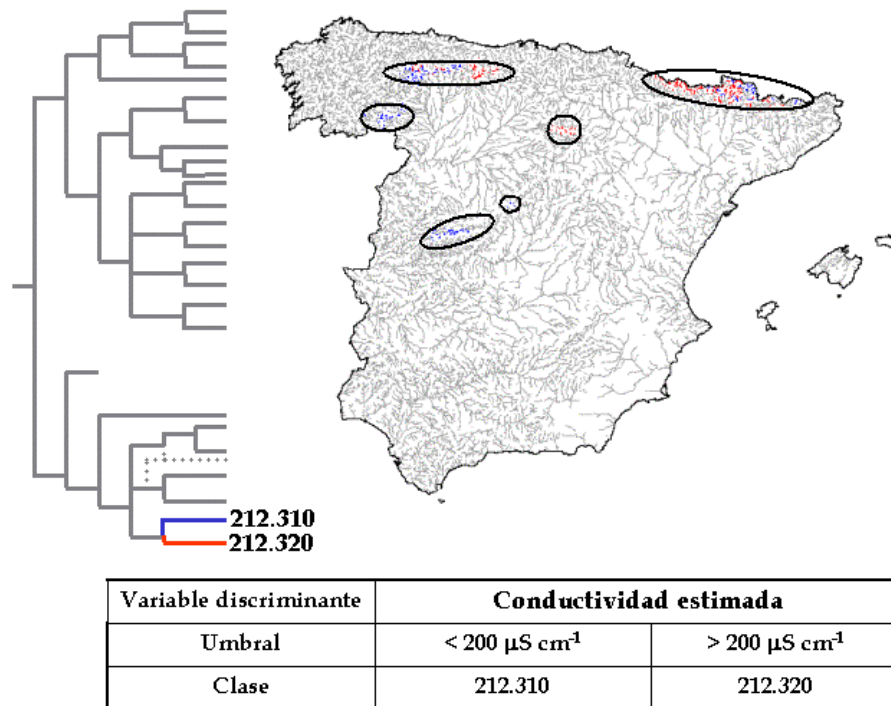 212.310
212.320
Variable discriminante Conductividad estimada
Umbral < 200 µS cm-1 > 200 µS cm-1
Clase 212.310 212.320